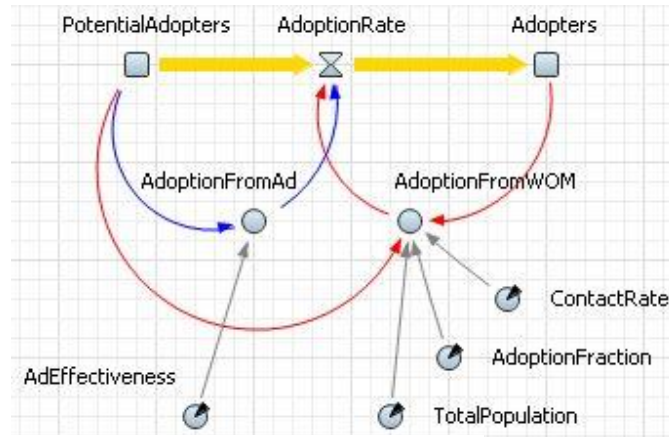 PotentialAdopters
AdoptionRate
Adopters
AdoptionFromAd
AdoptionFromWOM
ContactRate
AdoptionFraction
AdEffectiveness
TotalPopulation